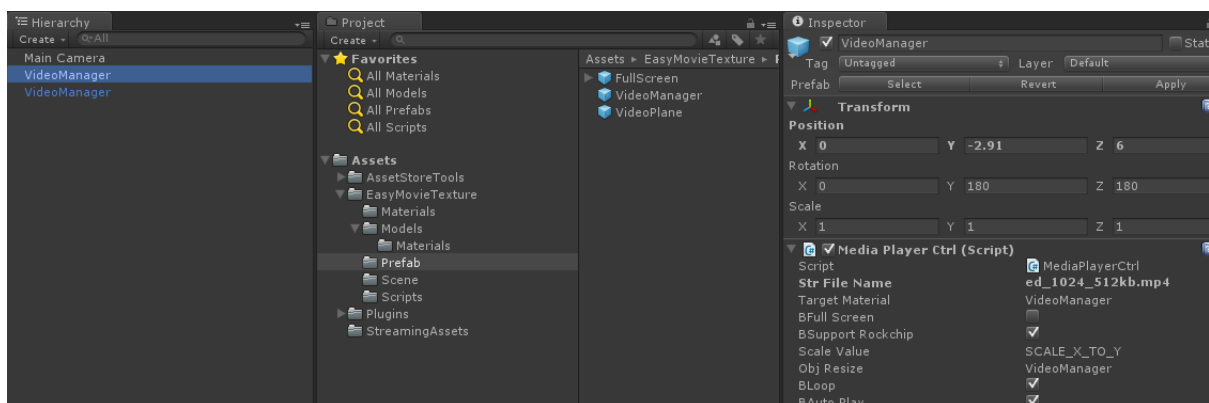 Hierarchy
Create
All
Main Camera
VideoManager
VideoManager
Project
Create
Favorites
All Materials
All Models
All Prefabs
All Scripts
Assets
AssetStoreTools
EasyMovieTexture
Materials
Models
Materials
Prefab
Scene
Scripts
Plugins
StreamingAssets
Assets ▸ EasyMovieTexture ▸
FullScreen
VideoManager
VideoPlane
Inspector
VideoManager Stat
Tag Untagged Layer Default
Prefab Select Revert Apply
Transform
Position
X 0 Y -2.91 Z 6
Rotation
X 0 Y 180 Z 180
Scale
X 1 Y 1 Z 1
Media Player Ctrl (Script)
Script MediaPlayerCtrl
Str File Name ed_1024_512kb.mp4
Target Material VideoManager
BFull Screen
BSupport Rockchip
Scale Value SCALE_X_TO_Y
Obj Resize VideoManager
BLoop
BAuto Play